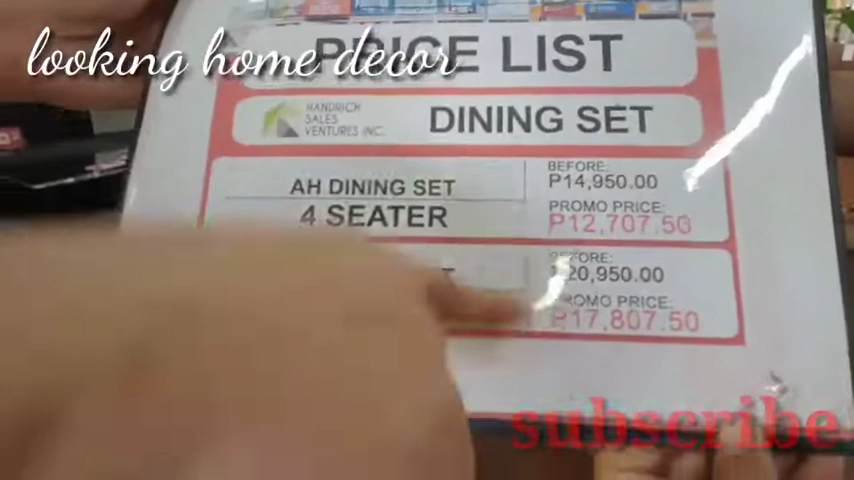 looking home decor
PRICE LIST
HANDRICH
SALES
VENTURES INC.
DINING SET
AH DINING SET
4 SEATER
BEFORE:
P14,950.00
PROMO PRICE:
P12,707.50
BEFORE:
P20,950.00
PROMO PRICE:
P17,807.50
subscribe